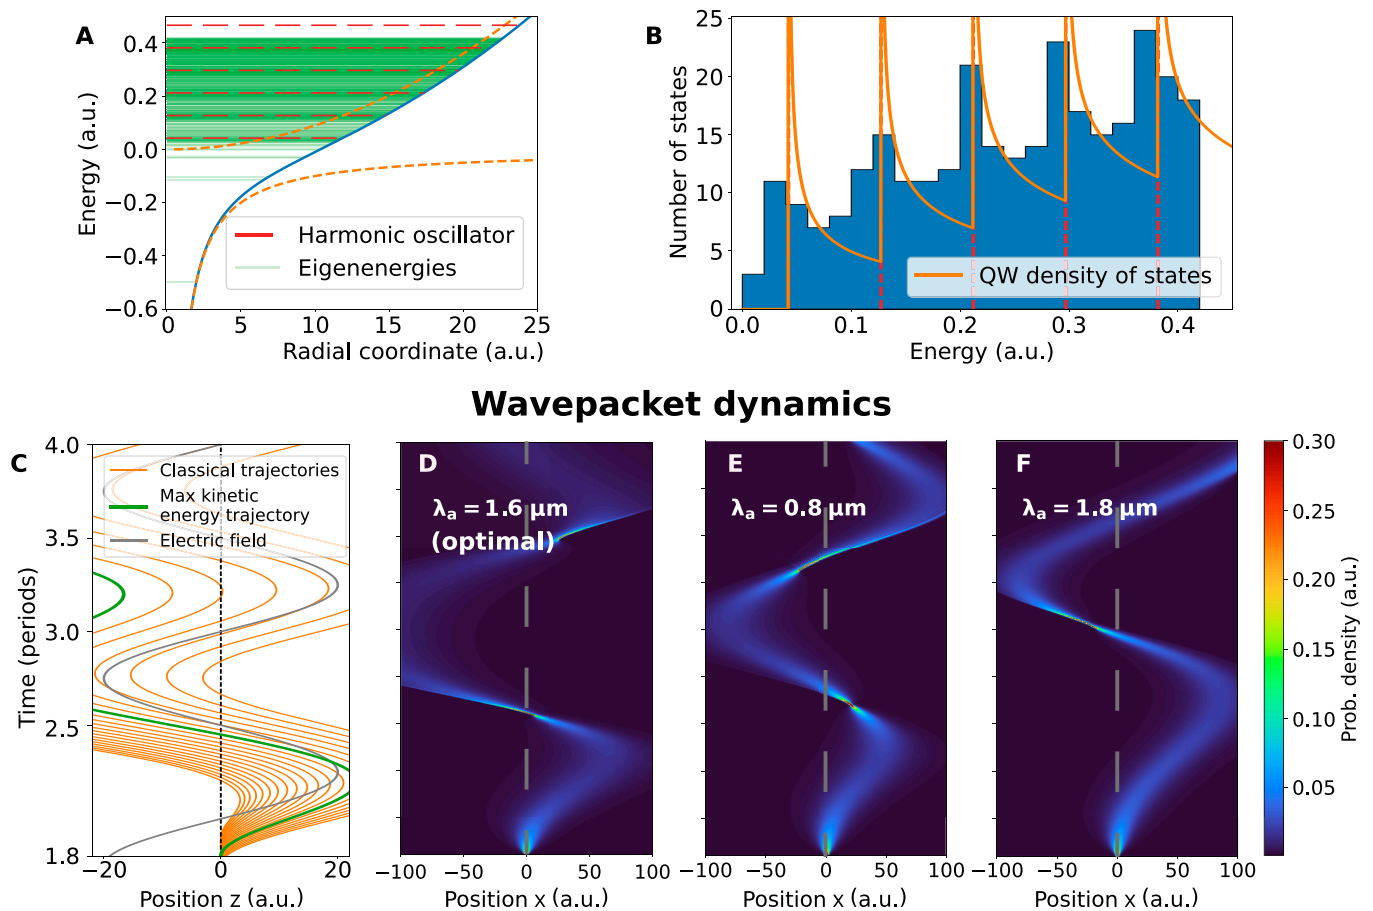 A
Energy (a.u.)
0.4
0.2
0.0
−0.2
−0.4
−0.6
Harmonic oscillator
Eigenenergies
0 5 10 15 20 25
Radial coordinate (a.u.)
B
Number of states
25
20
15
10
5
0
QW density of states
0.0 0.1 0.2 0.3 0.4
Energy (a.u.)
Wavepacket dynamics
C
Time (periods)
4.0
3.5
3.0
2.5
1.8
Classical trajectories
Max kinetic
energy trajectory
Electric field
−20 0 20
Position z (a.u.)
D
λa = 1.6 μm
(optimal)
−100 −50 0 50 100
Position x (a.u.)
E
λa = 0.8 μm
−100 −50 0 50 100
Position x (a.u.)
F
λa = 1.8 μm
−100 −50 0 50 100
Position x (a.u.)
0.30
0.25
0.20
0.15
0.10
0.05
Prob. density (a.u.)